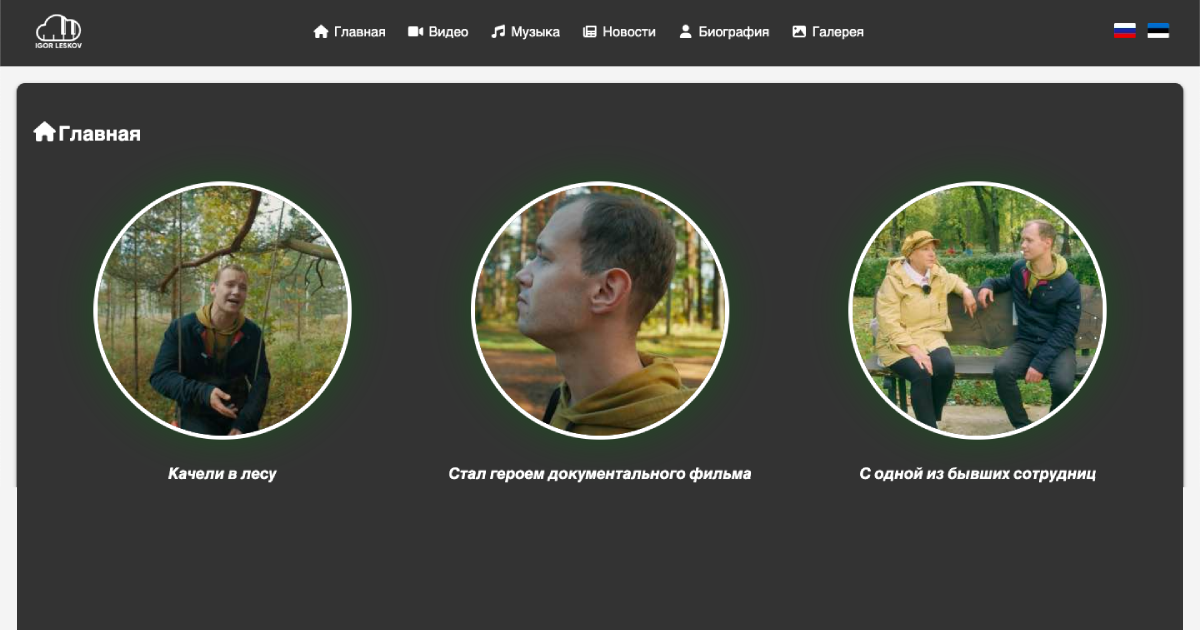 IGOR LESKOV
Главная Видео Музыка Новости Биография Галерея
Главная
Качели в лесу
Стал героем документального фильма
С одной из бывших сотрудниц